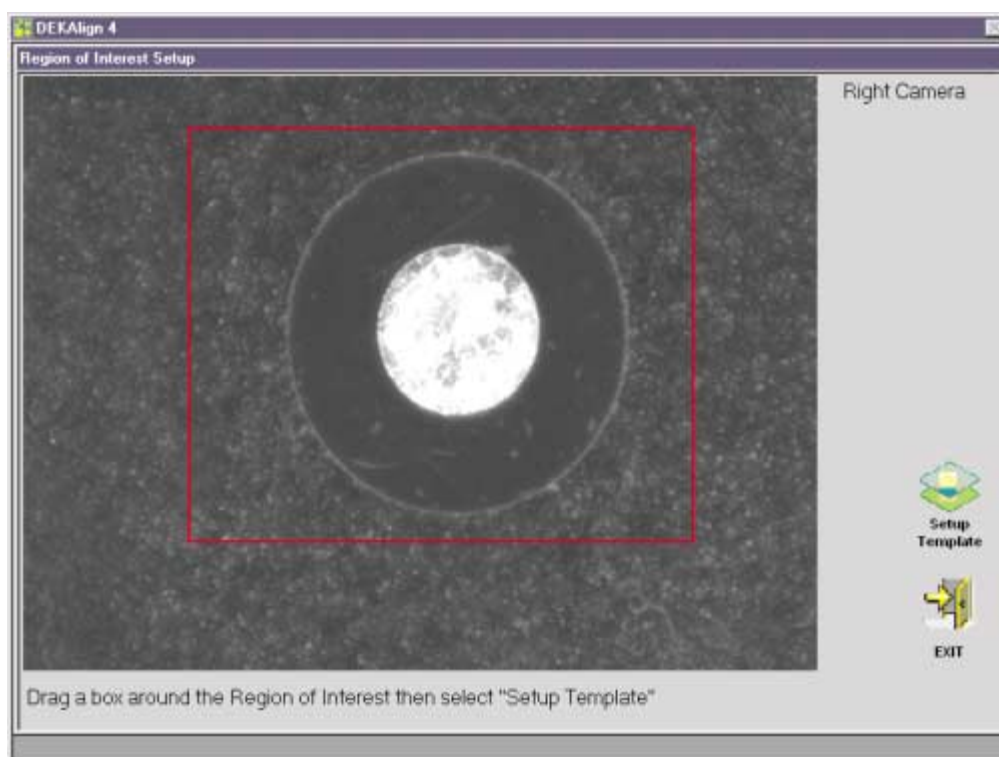 DEKAlign 4
Region of Interest Setup
Right Camera
Setup
Template
EXIT
Drag a box around the Region of Interest then select "Setup Template"